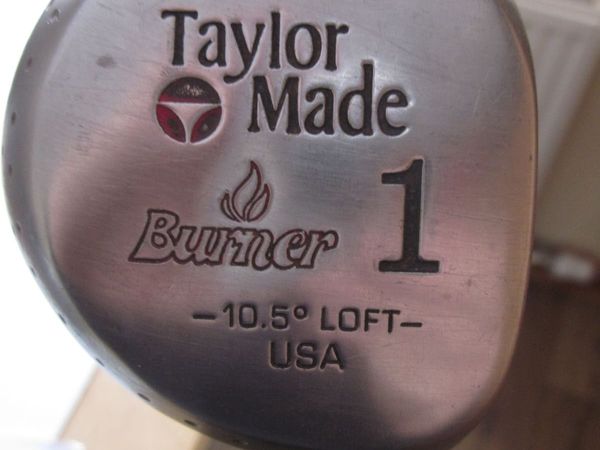 Taylor
Made
Burner
1
-10.5° LOFT-
USA